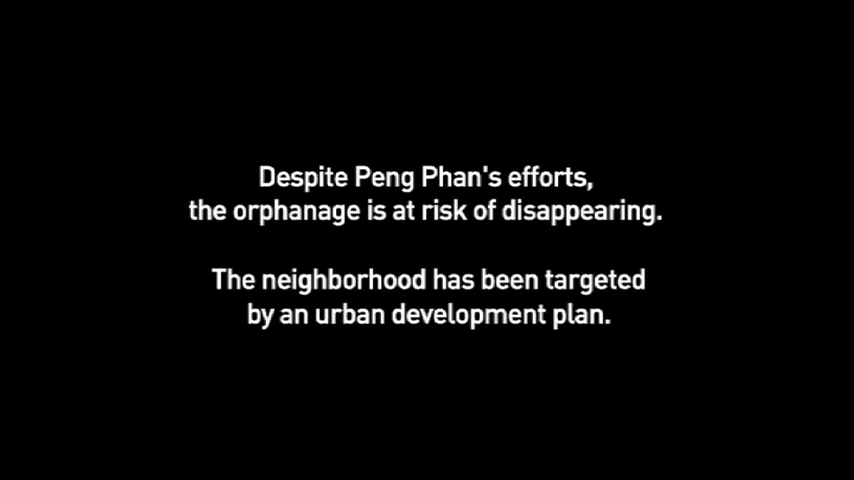 Despite Peng Phan's efforts,
the orphanage is at risk of disappearing.
The neighborhood has been targeted
by an urban development plan.